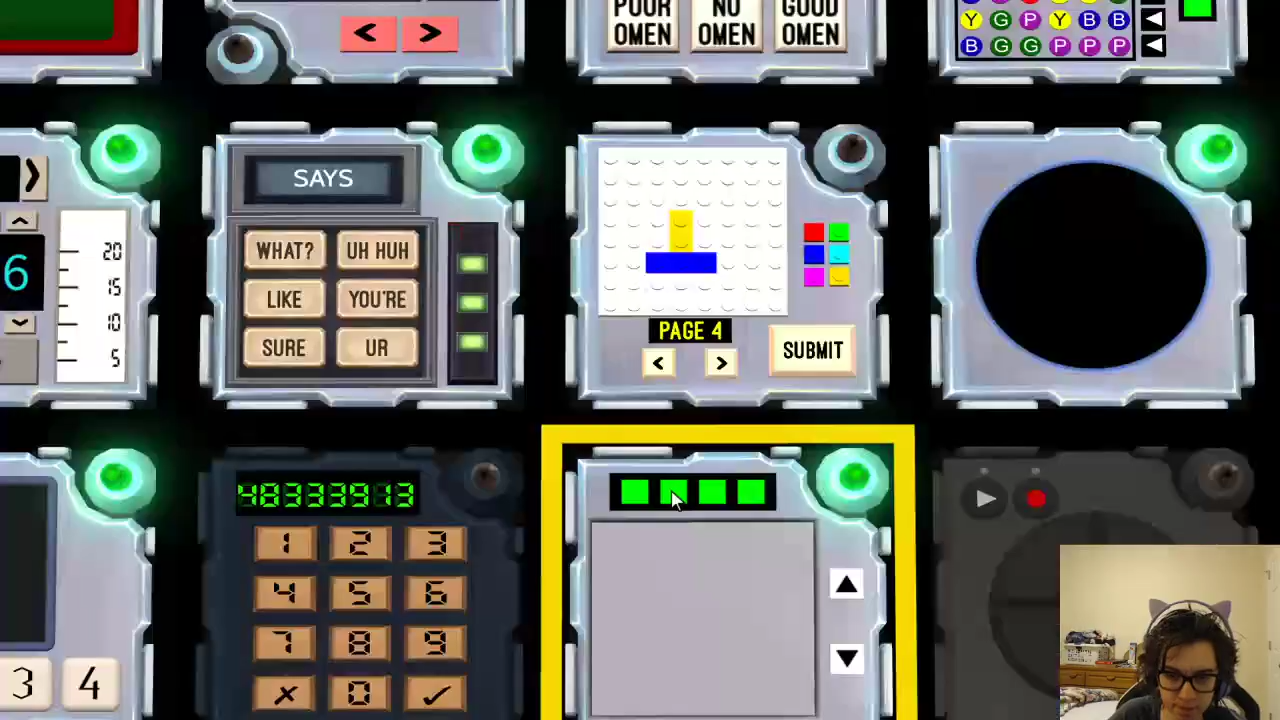 < >
POOR NO GOOD
OMEN OMEN OMEN
Y G P Y B B
B G G P P P
6
20
15
10
5
SAYS
WHAT? UH HUH
LIKE YOU'RE
SURE UR
PAGE 4
< >
SUBMIT
48333913
1 2 3
4 5 6
7 8 9
× 0 ✓
3 4